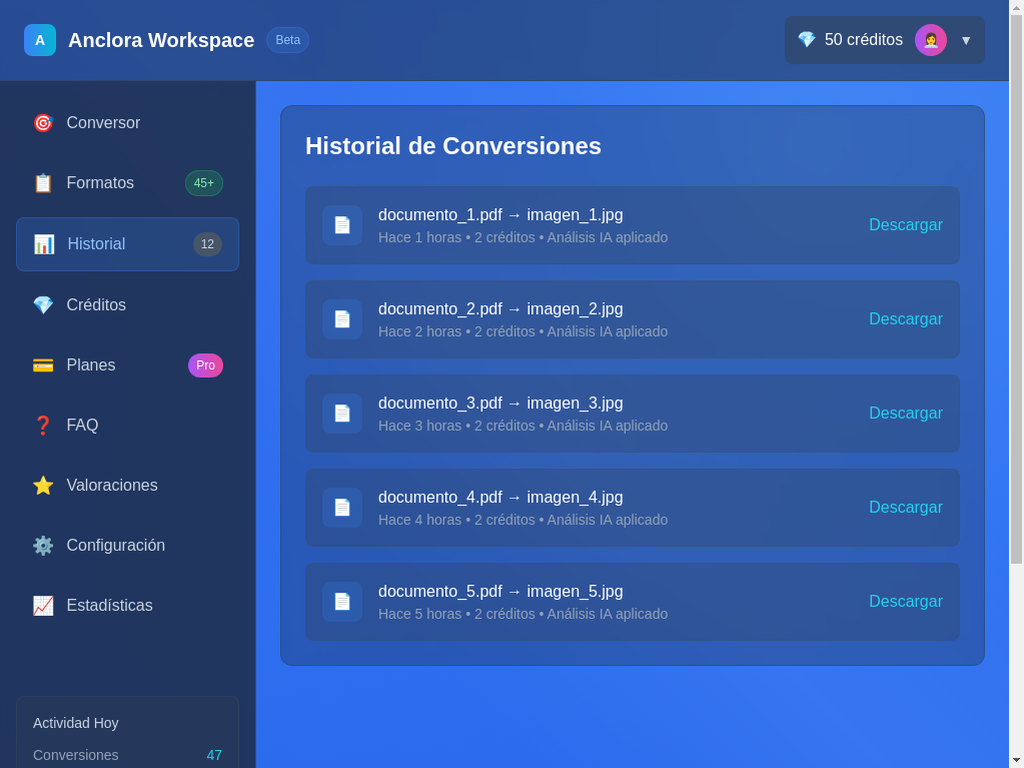 A
Anclora Workspace
Beta
50 créditos
▼
Conversor
Formatos
45+
Historial
12
Créditos
Planes
Pro
FAQ
Valoraciones
Configuración
Estadísticas
Actividad Hoy
Conversiones
47
Historial de Conversiones
documento_1.pdf → imagen_1.jpg
Hace 1 horas • 2 créditos • Análisis IA aplicado
Descargar
documento_2.pdf → imagen_2.jpg
Hace 2 horas • 2 créditos • Análisis IA aplicado
Descargar
documento_3.pdf → imagen_3.jpg
Hace 3 horas • 2 créditos • Análisis IA aplicado
Descargar
documento_4.pdf → imagen_4.jpg
Hace 4 horas • 2 créditos • Análisis IA aplicado
Descargar
documento_5.pdf → imagen_5.jpg
Hace 5 horas • 2 créditos • Análisis IA aplicado
Descargar